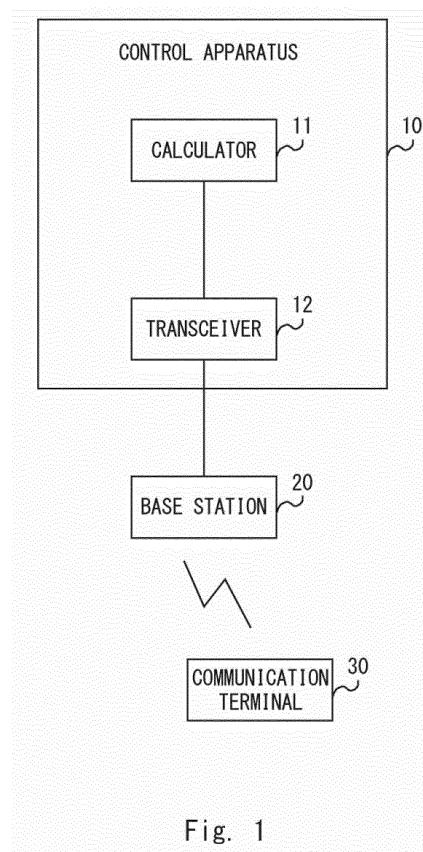 CONTROL APPARATUS
11
10
CALCULATOR
12
TRANSCEIVER
20
BASE STATION
30
COMMUNICATION
TERMINAL
Fig. 1